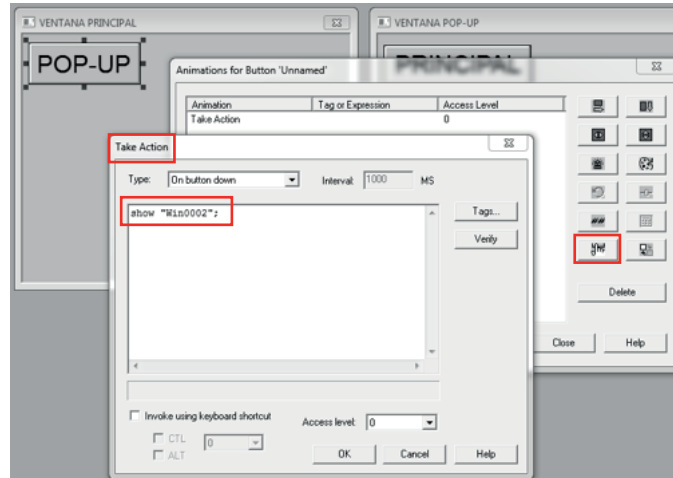 VENTANA PRINCIPAL
VENTANA POP-UP
POP-UP
PRINCIPAL
Animations for Button 'Unnamed'
Animation Tag or Expression Access Level
Take Action 0
Take Action
Type: On button down Interval: 1000 MS
show "Win0002";
Tags...
Verify
Delete
Close Help
Invoke using keyboard shortcut
Access level: 0
CTL
ALT
0
OK Cancel Help